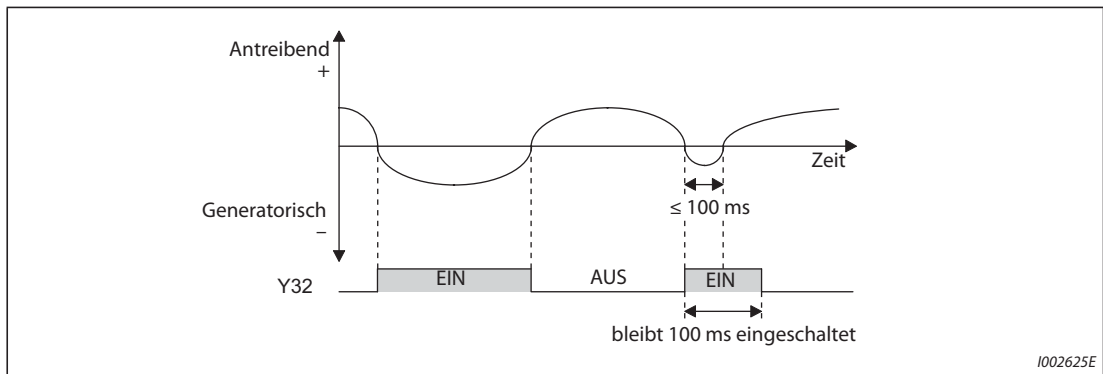 Antreibend
+
Zeit
Generatorisch
–
≤ 100 ms
Y32
EIN
AUS
EIN
bleibt 100 ms eingeschaltet
I002625E